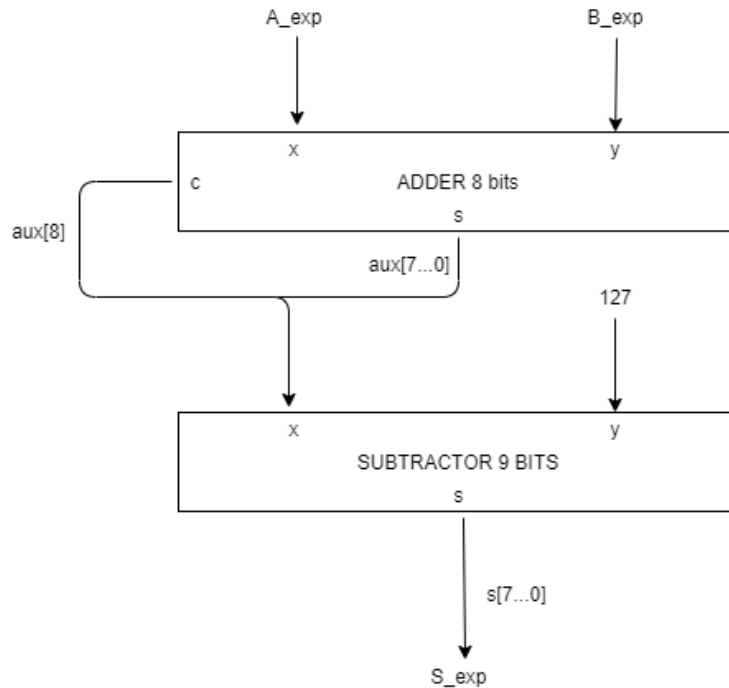 A_exp B_exp
x y
c ADDER 8 bits
s
aux[8]
aux[7...0]
127
x y
SUBTRACTOR 9 BITS
s
s[7...0]
S_exp